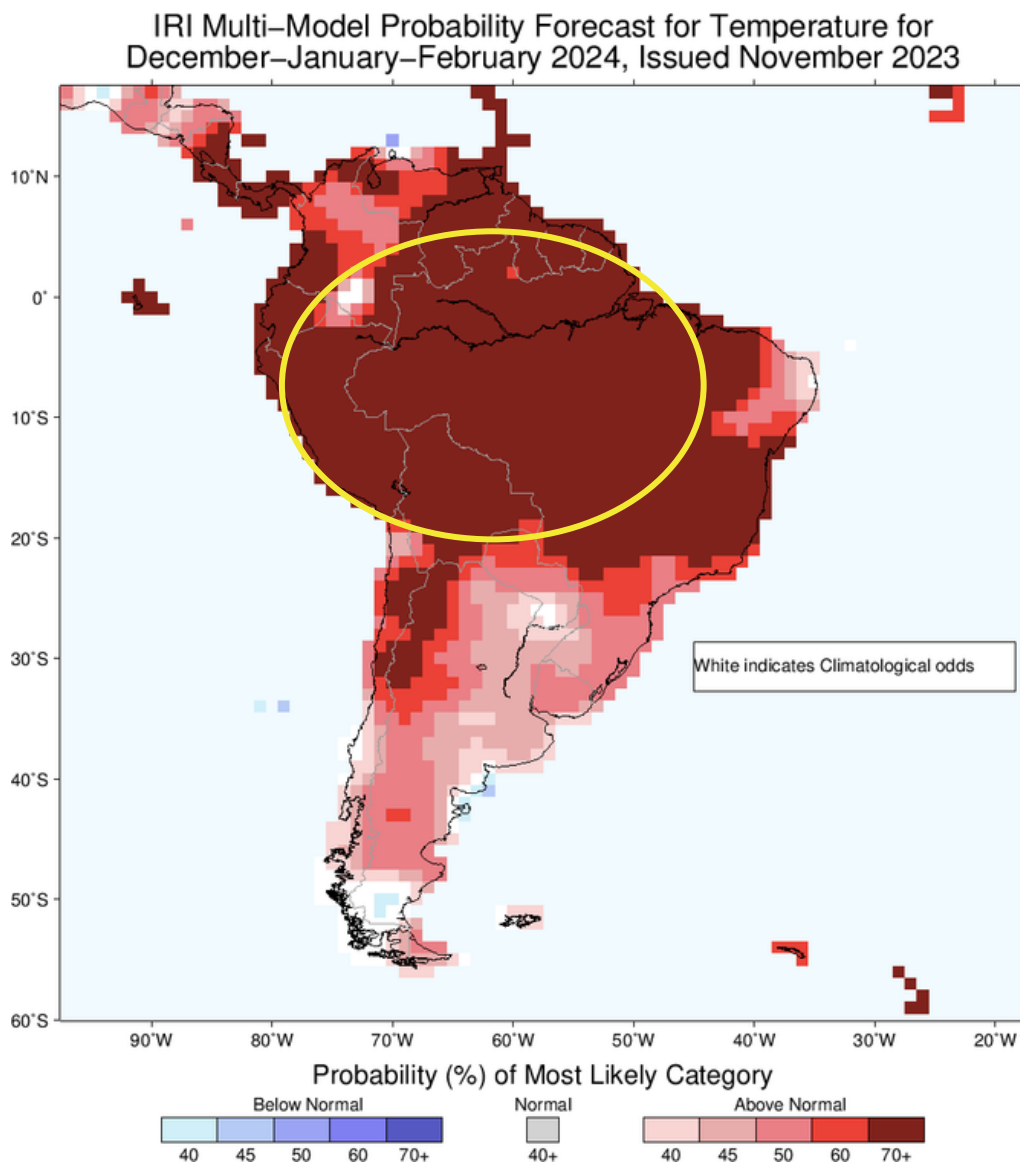 IRI Multi−Model Probability Forecast for Temperature for
December−January−February 2024, Issued November 2023
10˚N
0˚
10˚S
20˚S
30˚S
White indicates Climatological odds
40˚S
50˚S
60˚S
90˚W 80˚W 70˚W 60˚W 50˚W 40˚W 30˚W 20˚W
Probability (%) of Most Likely Category
Below Normal Normal Above Normal
40 45 50 60 70+ 40+ 40 45 50 60 70+